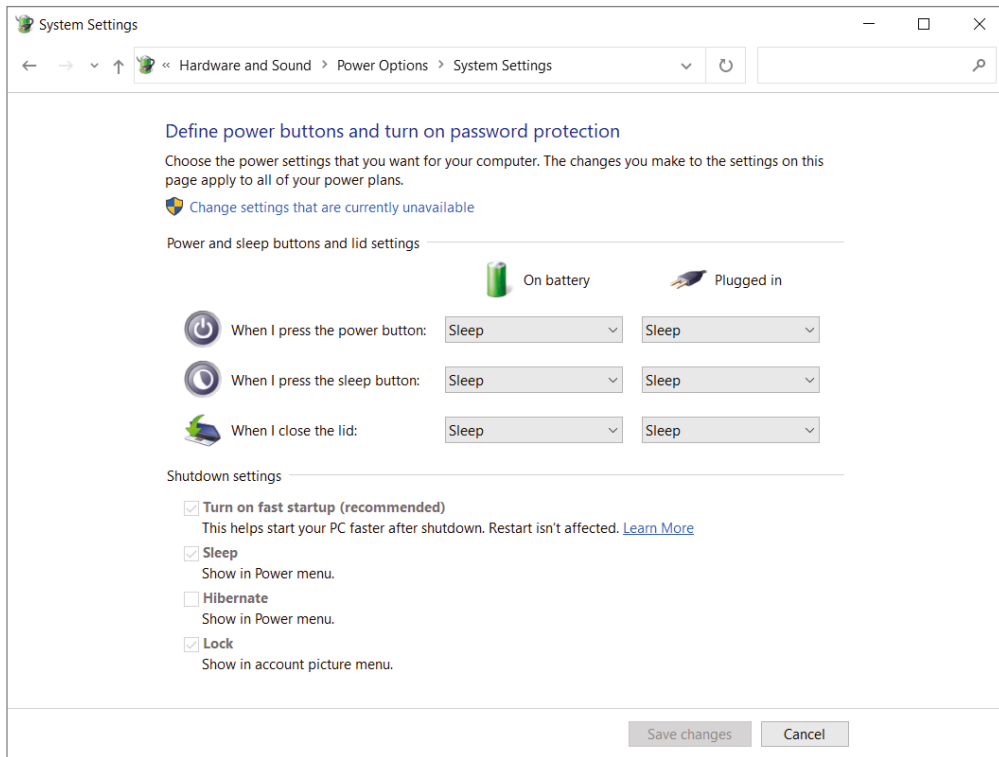 System Settings
« Hardware and Sound > Power Options > System Settings
Define power buttons and turn on password protection
Choose the power settings that you want for your computer. The changes you make to the settings on this
page apply to all of your power plans.
Change settings that are currently unavailable
Power and sleep buttons and lid settings
On battery Plugged in
When I press the power button: Sleep Sleep
When I press the sleep button: Sleep Sleep
When I close the lid: Sleep Sleep
Shutdown settings
Turn on fast startup (recommended)
This helps start your PC faster after shutdown. Restart isn't affected. Learn More
Sleep
Show in Power menu.
Hibernate
Show in Power menu.
Lock
Show in account picture menu.
Save changes Cancel